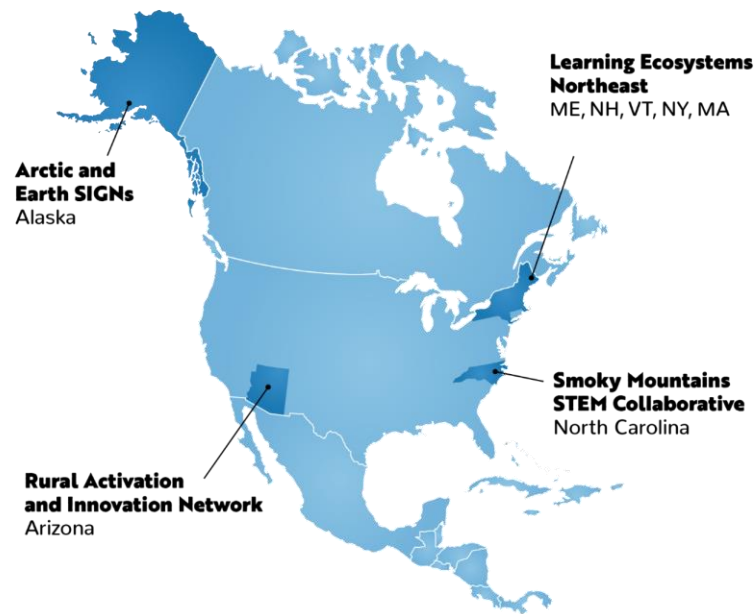 Learning Ecosystems
Northeast
ME, NH, VT, NY, MA
Arctic and
Earth SIGNs
Alaska
Smoky Mountains
STEM Collaborative
North Carolina
Rural Activation
and Innovation Network
Arizona